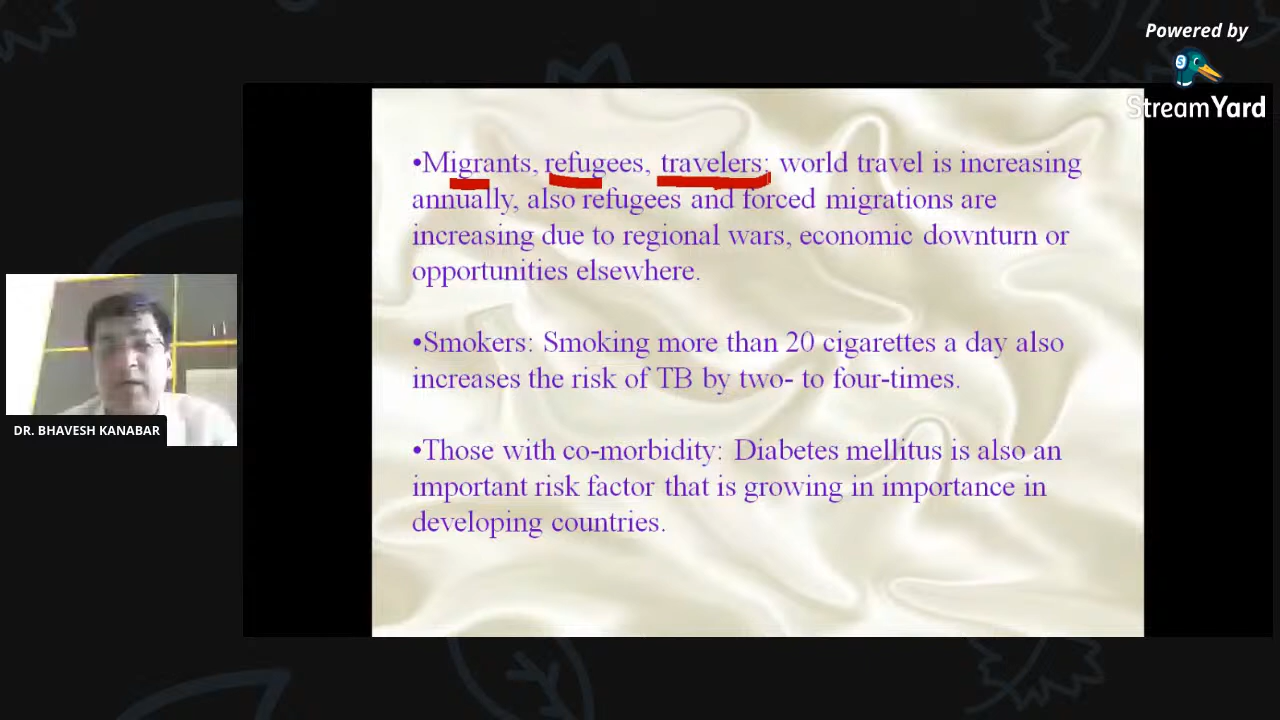 Powered by
StreamYard
•Migrants, refugees, travelers; world travel is increasing
annually, also refugees and forced migrations are
increasing due to regional wars, economic downturn or
opportunities elsewhere.
•Smokers: Smoking more than 20 cigarettes a day also
increases the risk of TB by two- to four-times.
•Those with co-morbidity: Diabetes mellitus is also an
important risk factor that is growing in importance in
developing countries.
DR. BHAVESH KANABAR